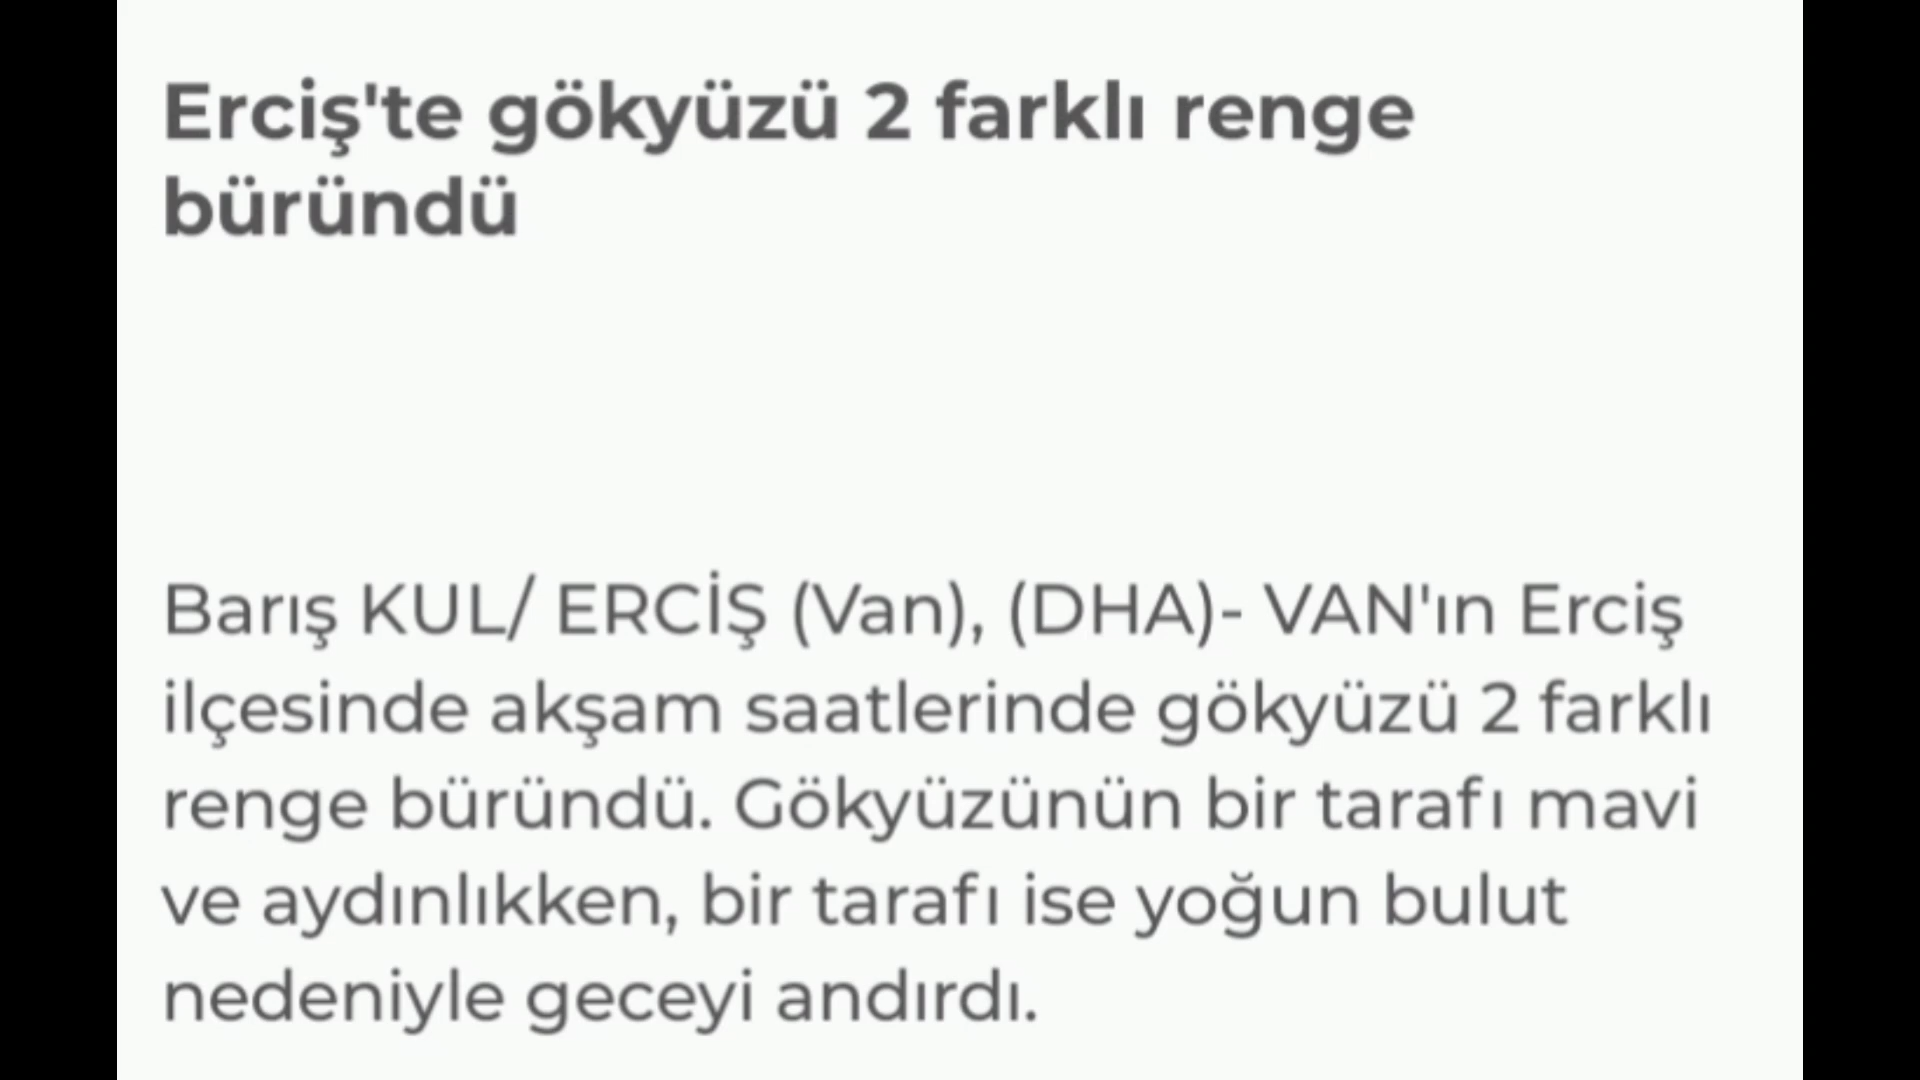 Erciş'te gökyüzü 2 farklı renge
büründü
Barış KUL/ ERCİŞ (Van), (DHA)- VAN'ın Erciş
ilçesinde akşam saatlerinde gökyüzü 2 farklı
renge büründü. Gökyüzünün bir tarafı mavi
ve aydınlıkken, bir tarafı ise yoğun bulut
nedeniyle geceyi andırdı.